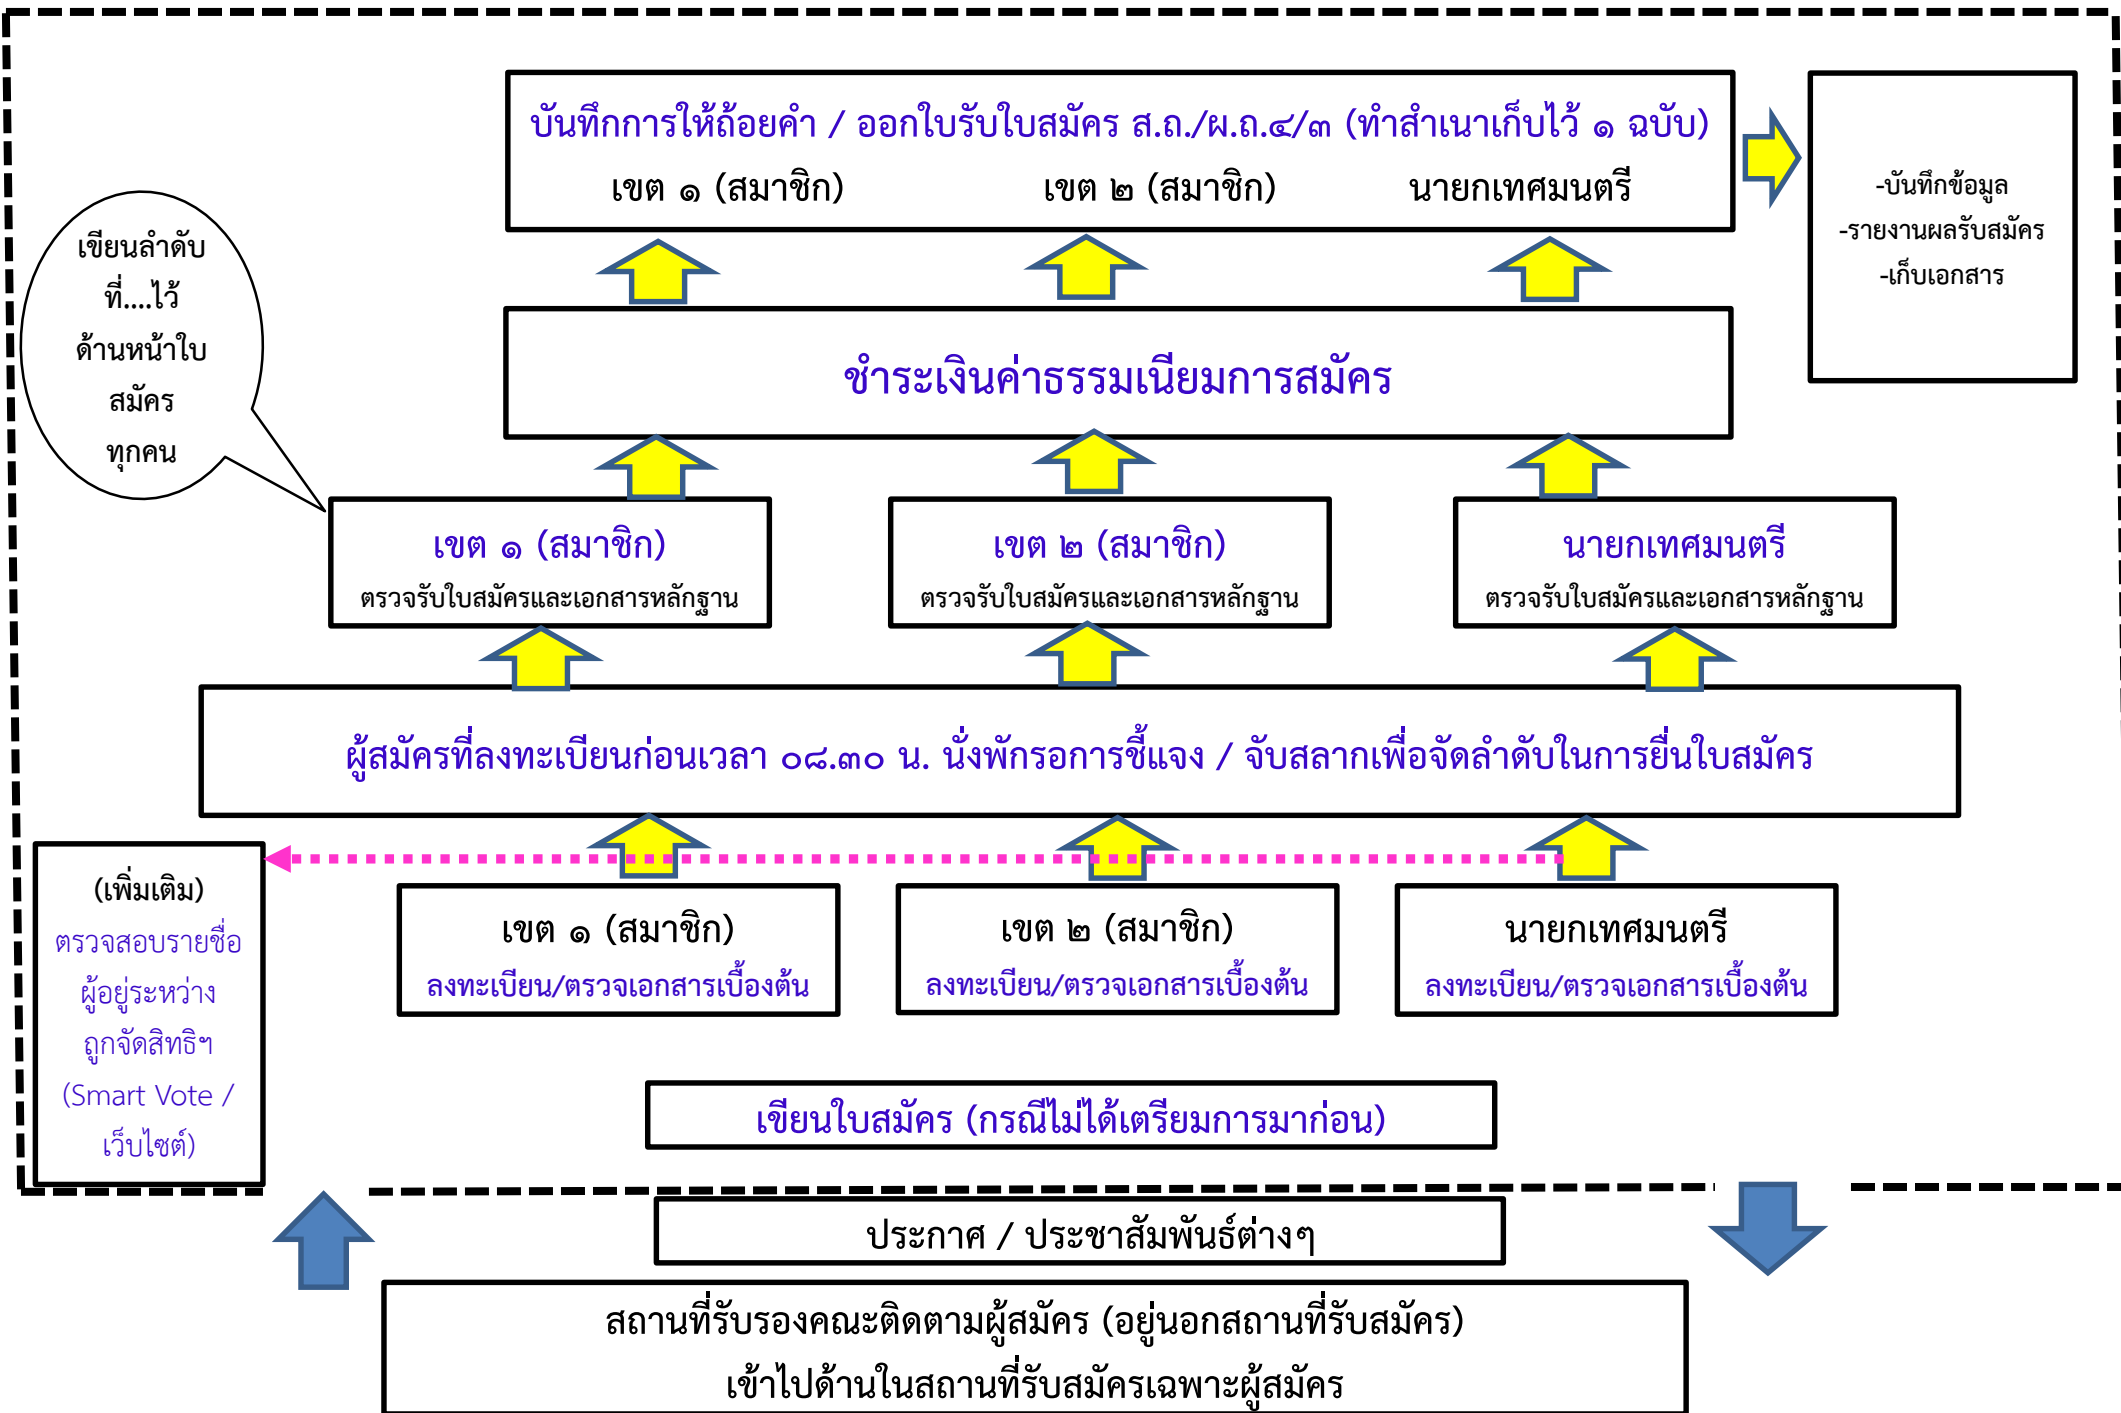 บันทึกการให้ถ้อยคำ / ออกใบรับใบสมัคร ส.ถ./ผ.ถ.๔/๓ (ทำสำเนาเก็บไว้ ๑ ฉบับ)
เขต ๑ (สมาชิก) เขต ๒ (สมาชิก) นายกเทศมนตรี
-บันทึกข้อมูล
-รายงานผลรับสมัคร
-เก็บเอกสาร
เขียนลำดับ
ที่....ไว้
ด้านหน้าใบ
สมัคร
ทุกคน
ชำระเงินค่าธรรมเนียมการสมัคร
เขต ๑ (สมาชิก)
ตรวจรับใบสมัครและเอกสารหลักฐาน
เขต ๒ (สมาชิก)
ตรวจรับใบสมัครและเอกสารหลักฐาน
นายกเทศมนตรี
ตรวจรับใบสมัครและเอกสารหลักฐาน
ผู้สมัครที่ลงทะเบียนก่อนเวลา ๐๘.๓๐ น. นั่งพักรอการชี้แจง / จับสลากเพื่อจัดลำดับในการยื่นใบสมัคร
(เพิ่มเติม)
ตรวจสอบรายชื่อ
ผู้อยู่ระหว่าง
ถูกจัดสิทธิฯ
(Smart Vote /
เว็บไซต์)
เขต ๑ (สมาชิก)
ลงทะเบียน/ตรวจเอกสารเบื้องต้น
เขต ๒ (สมาชิก)
ลงทะเบียน/ตรวจเอกสารเบื้องต้น
นายกเทศมนตรี
ลงทะเบียน/ตรวจเอกสารเบื้องต้น
เขียนใบสมัคร (กรณีไม่ได้เตรียมการมาก่อน)
ประกาศ / ประชาสัมพันธ์ต่างๆ
สถานที่รับรองคณะติดตามผู้สมัคร (อยู่นอกสถานที่รับสมัคร)
เข้าไปด้านในสถานที่รับสมัครเฉพาะผู้สมัคร